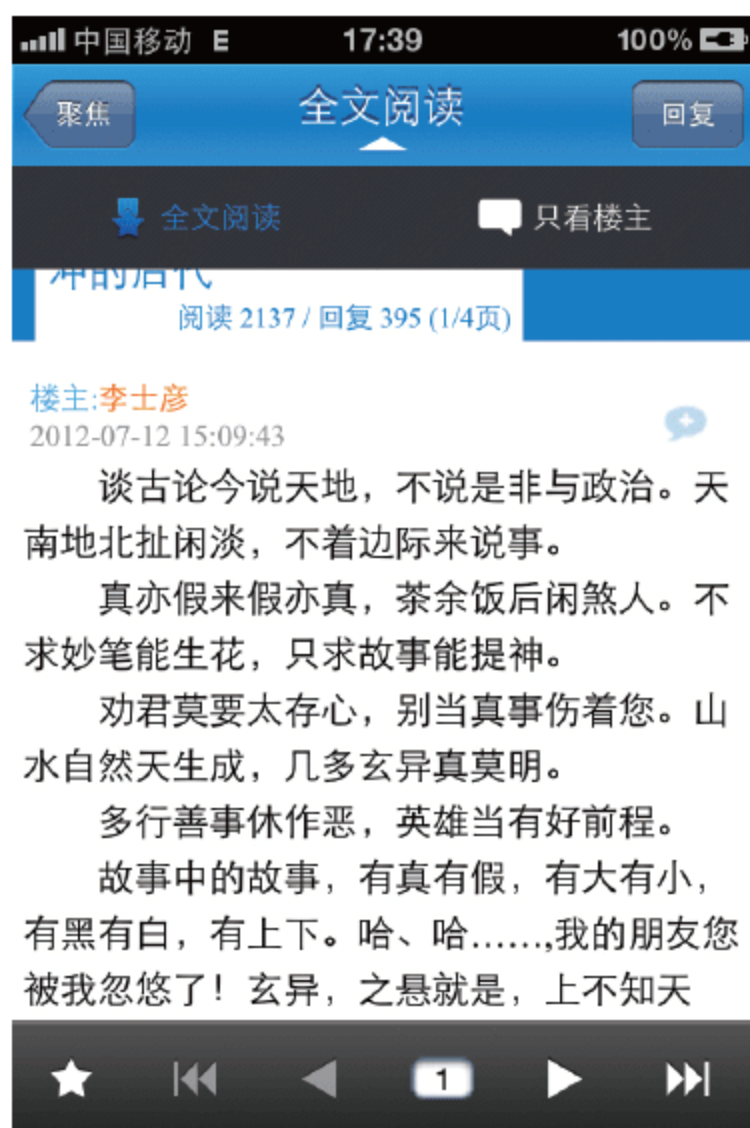 中国移动 E 17:39 100%
聚焦 全文阅读 回复
全文阅读 只看楼主
冲的后代
阅读 2137 / 回复 395 (1/4页)
楼主:李士彦
2012-07-12 15:09:43
谈古论今说天地，不说是非与政治。天
南地北扯闲淡，不着边际来说事。
真亦假来假亦真，茶余饭后闲煞人。不
求妙笔能生花，只求故事能提神。
劝君莫要太存心，别当真事伤着您。山
水自然天生成，几多玄异真莫明。
多行善事休作恶，英雄当有好前程。
故事中的故事，有真有假，有大有小，
有黑有白，有上下。哈、哈……,我的朋友您
被我忽悠了！玄异，之悬就是，上不知天
1